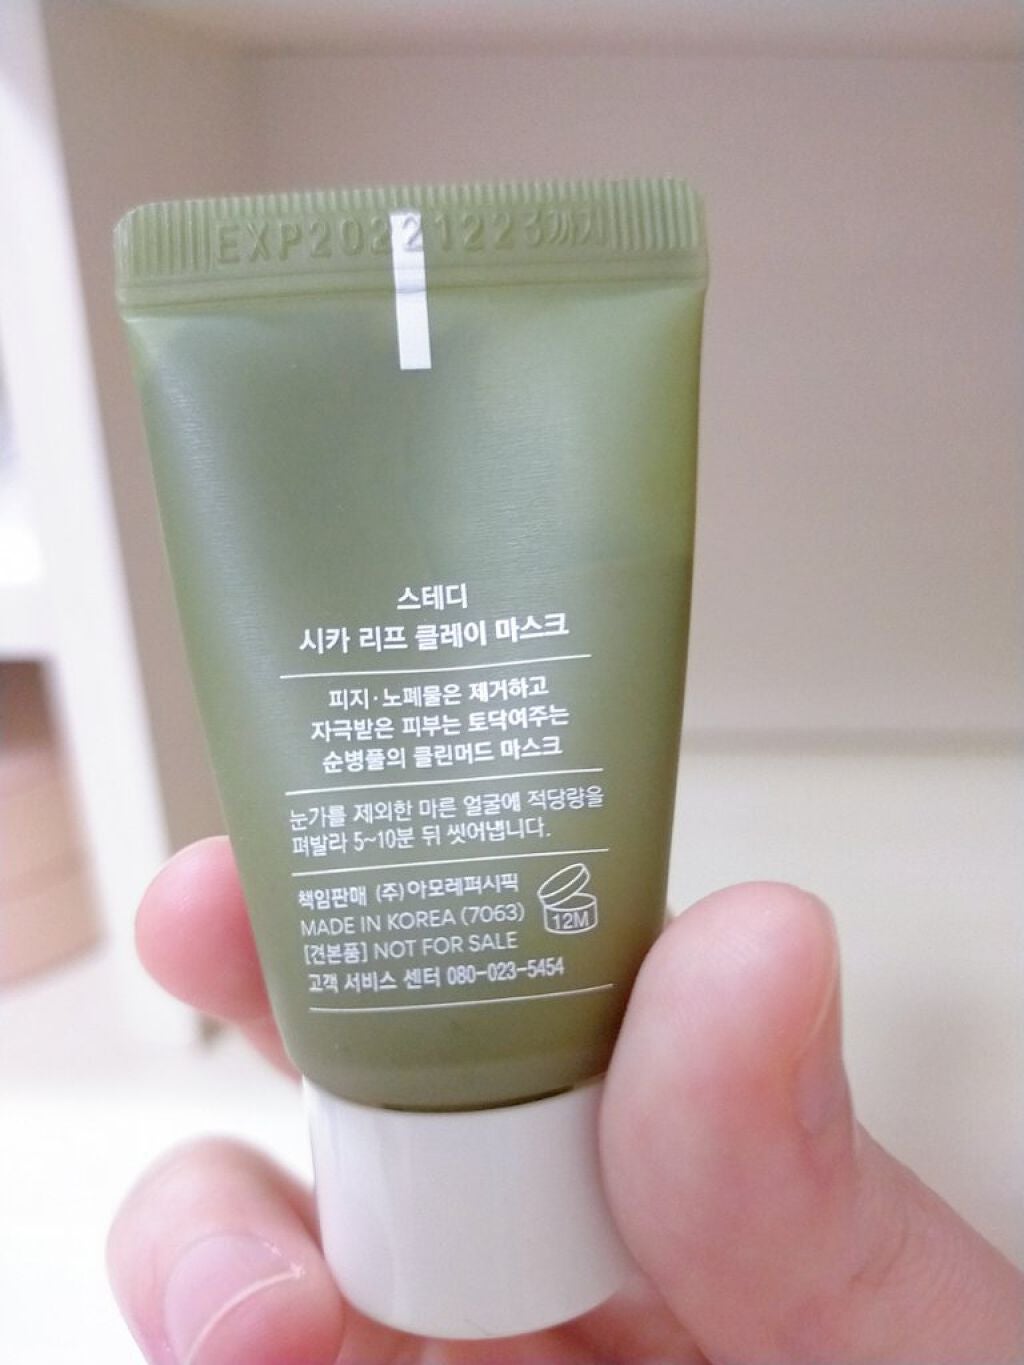 EXP20221223까지
스테디
시카 리프 클레이 마스크
피지·노폐물은 제거하고
자극받은 피부는 토닥여주는
순병풀의 클린머드 마스크
눈가를 제외한 마른 얼굴에 적당량을
펴발라 5~10분 뒤 씻어냅니다.
책임판매 (주)아모레퍼시픽
MADE IN KOREA (7063)
[견본품] NOT FOR SALE
고객 서비스 센터 080-023-5454
12M